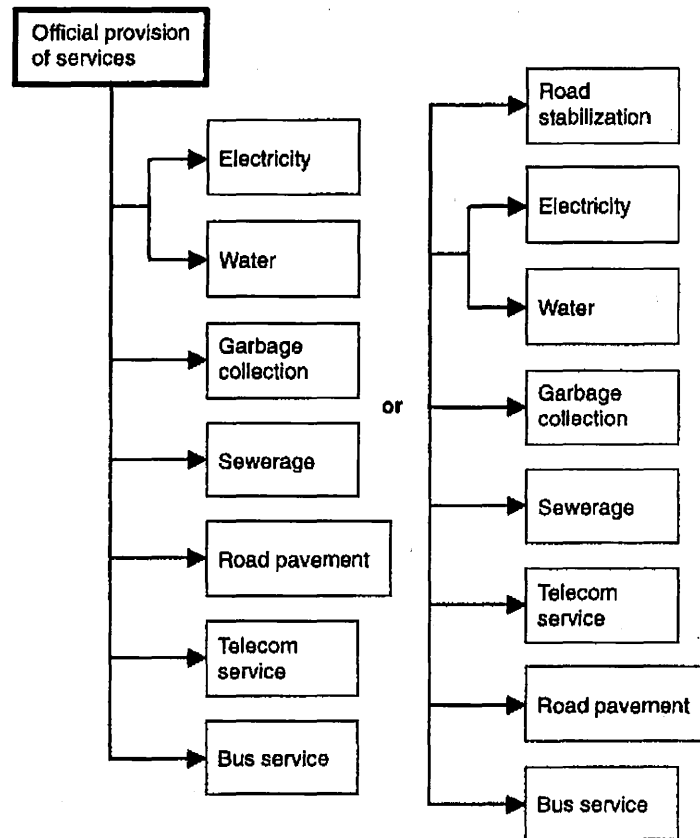 Official provision
of services
Electricity
Water
Garbage
collection
Sewerage
Road pavement
Telecom
service
Bus service
or
Road
stabilization
Electricity
Water
Garbage
collection
Sewerage
Telecom
service
Road pavement
Bus service